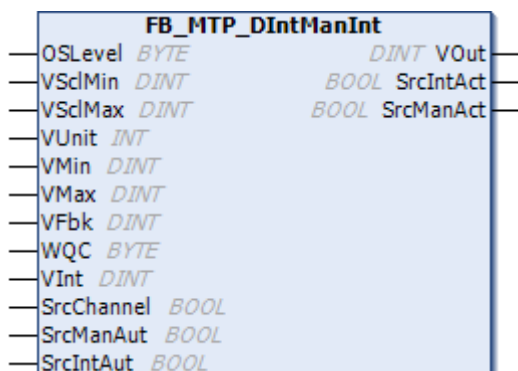 FB_MTP_DIntManInt
OSLevel BYTE DINT VOut
VSclMin DINT BOOL SrcIntAct
VSclMax DINT BOOL SrcManAct
VUnit INT
VMin DINT
VMax DINT
VFbk DINT
WQC BYTE
VInt DINT
SrcChannel BOOL
SrcManAut BOOL
SrcIntAut BOOL